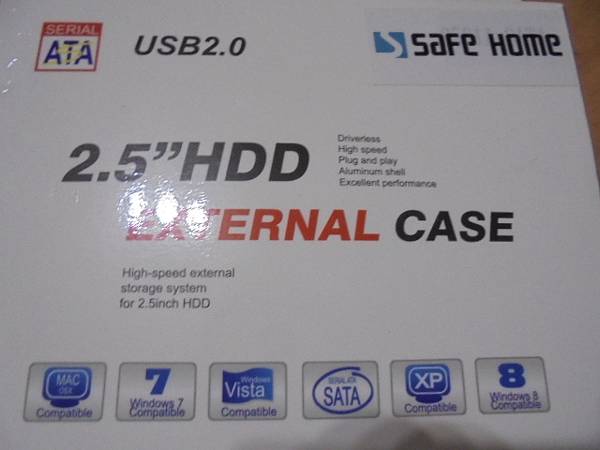 SERIAL
ATA
USB2.0
SAFE HOME
2.5”HDD
Driverless
High speed
Plug and play
Aluminum shell
Excellent performance
EXTERNAL CASE
High-speed external
storage system
for 2.5inch HDD
MAC
OSX
Compatible
7
Windows 7
Compatible
Windows
Vista
Compatible
SERIAL ATA
SATA
XP
Compatible
8
Windows 8
Compatible